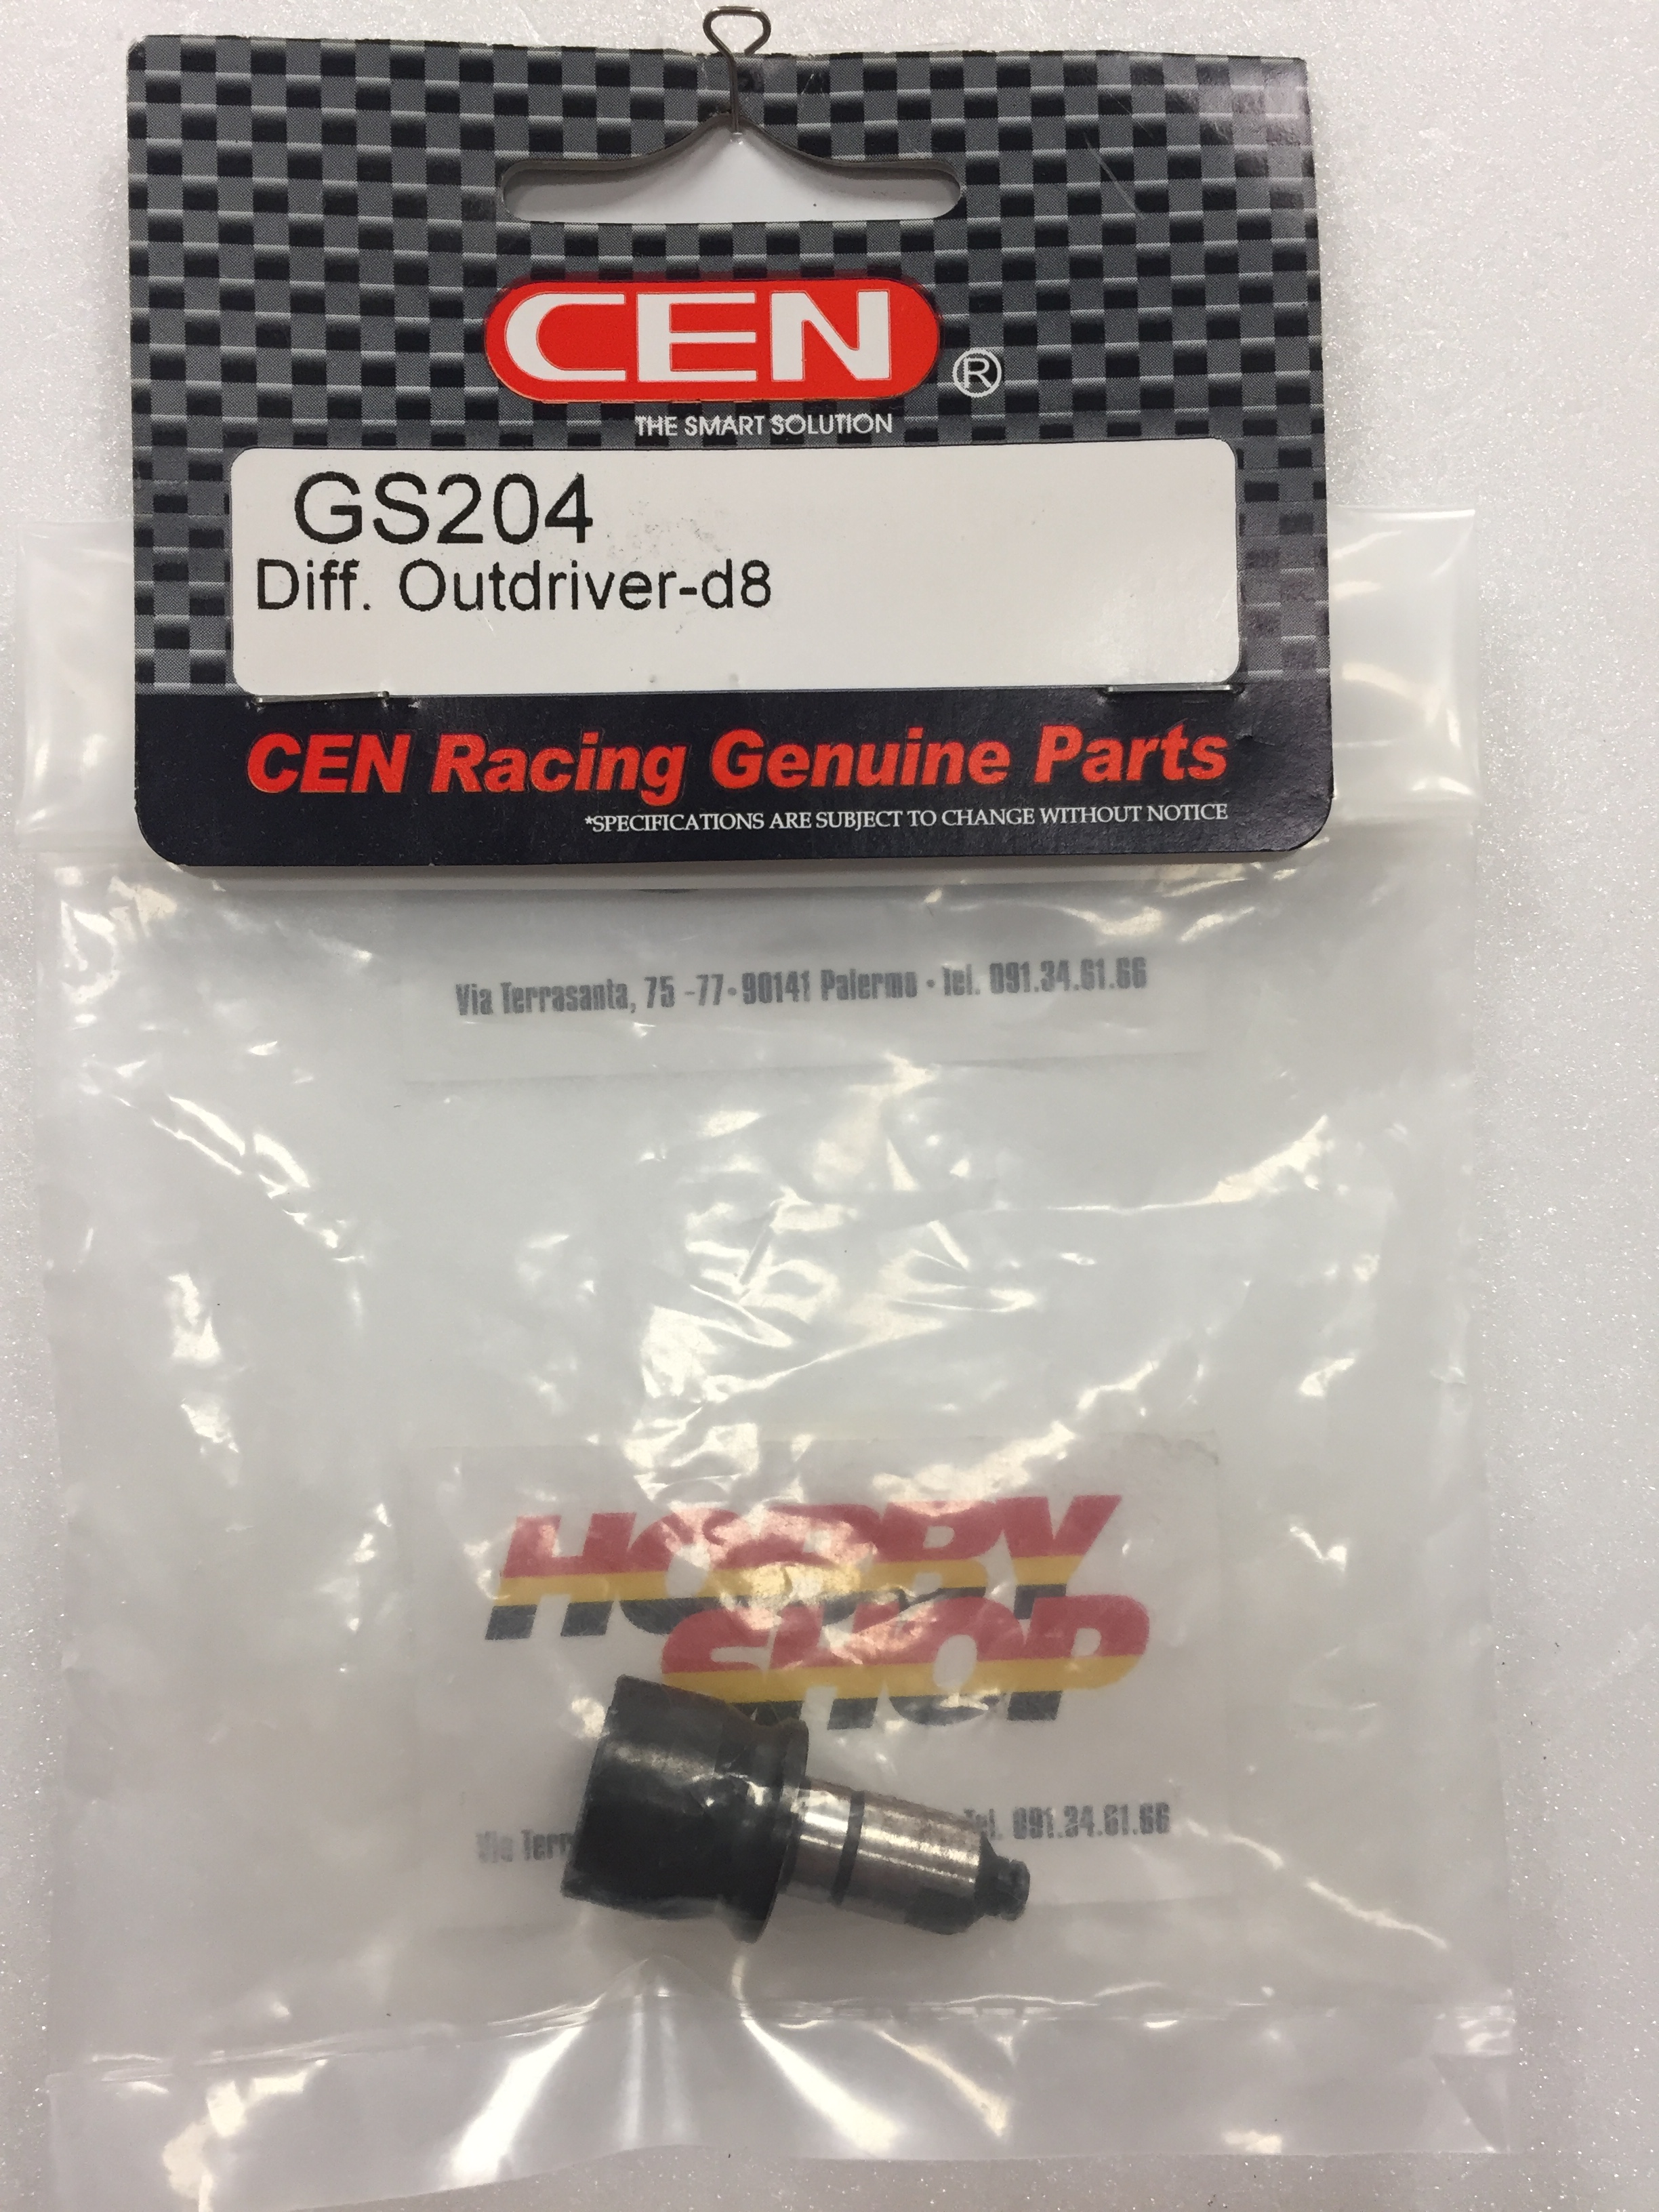 CEN
®
THE SMART SOLUTION
GS204
Diff. Outdriver-d8
CEN Racing Genuine Parts
*SPECIFICATIONS ARE SUBJECT TO CHANGE WITHOUT NOTICE
Via Terrasanta, 75 -77 • 90141 Palermo • Tel. 091.34.61.66
HOBBY
SHOP
Via Tel. 091.34.61.66